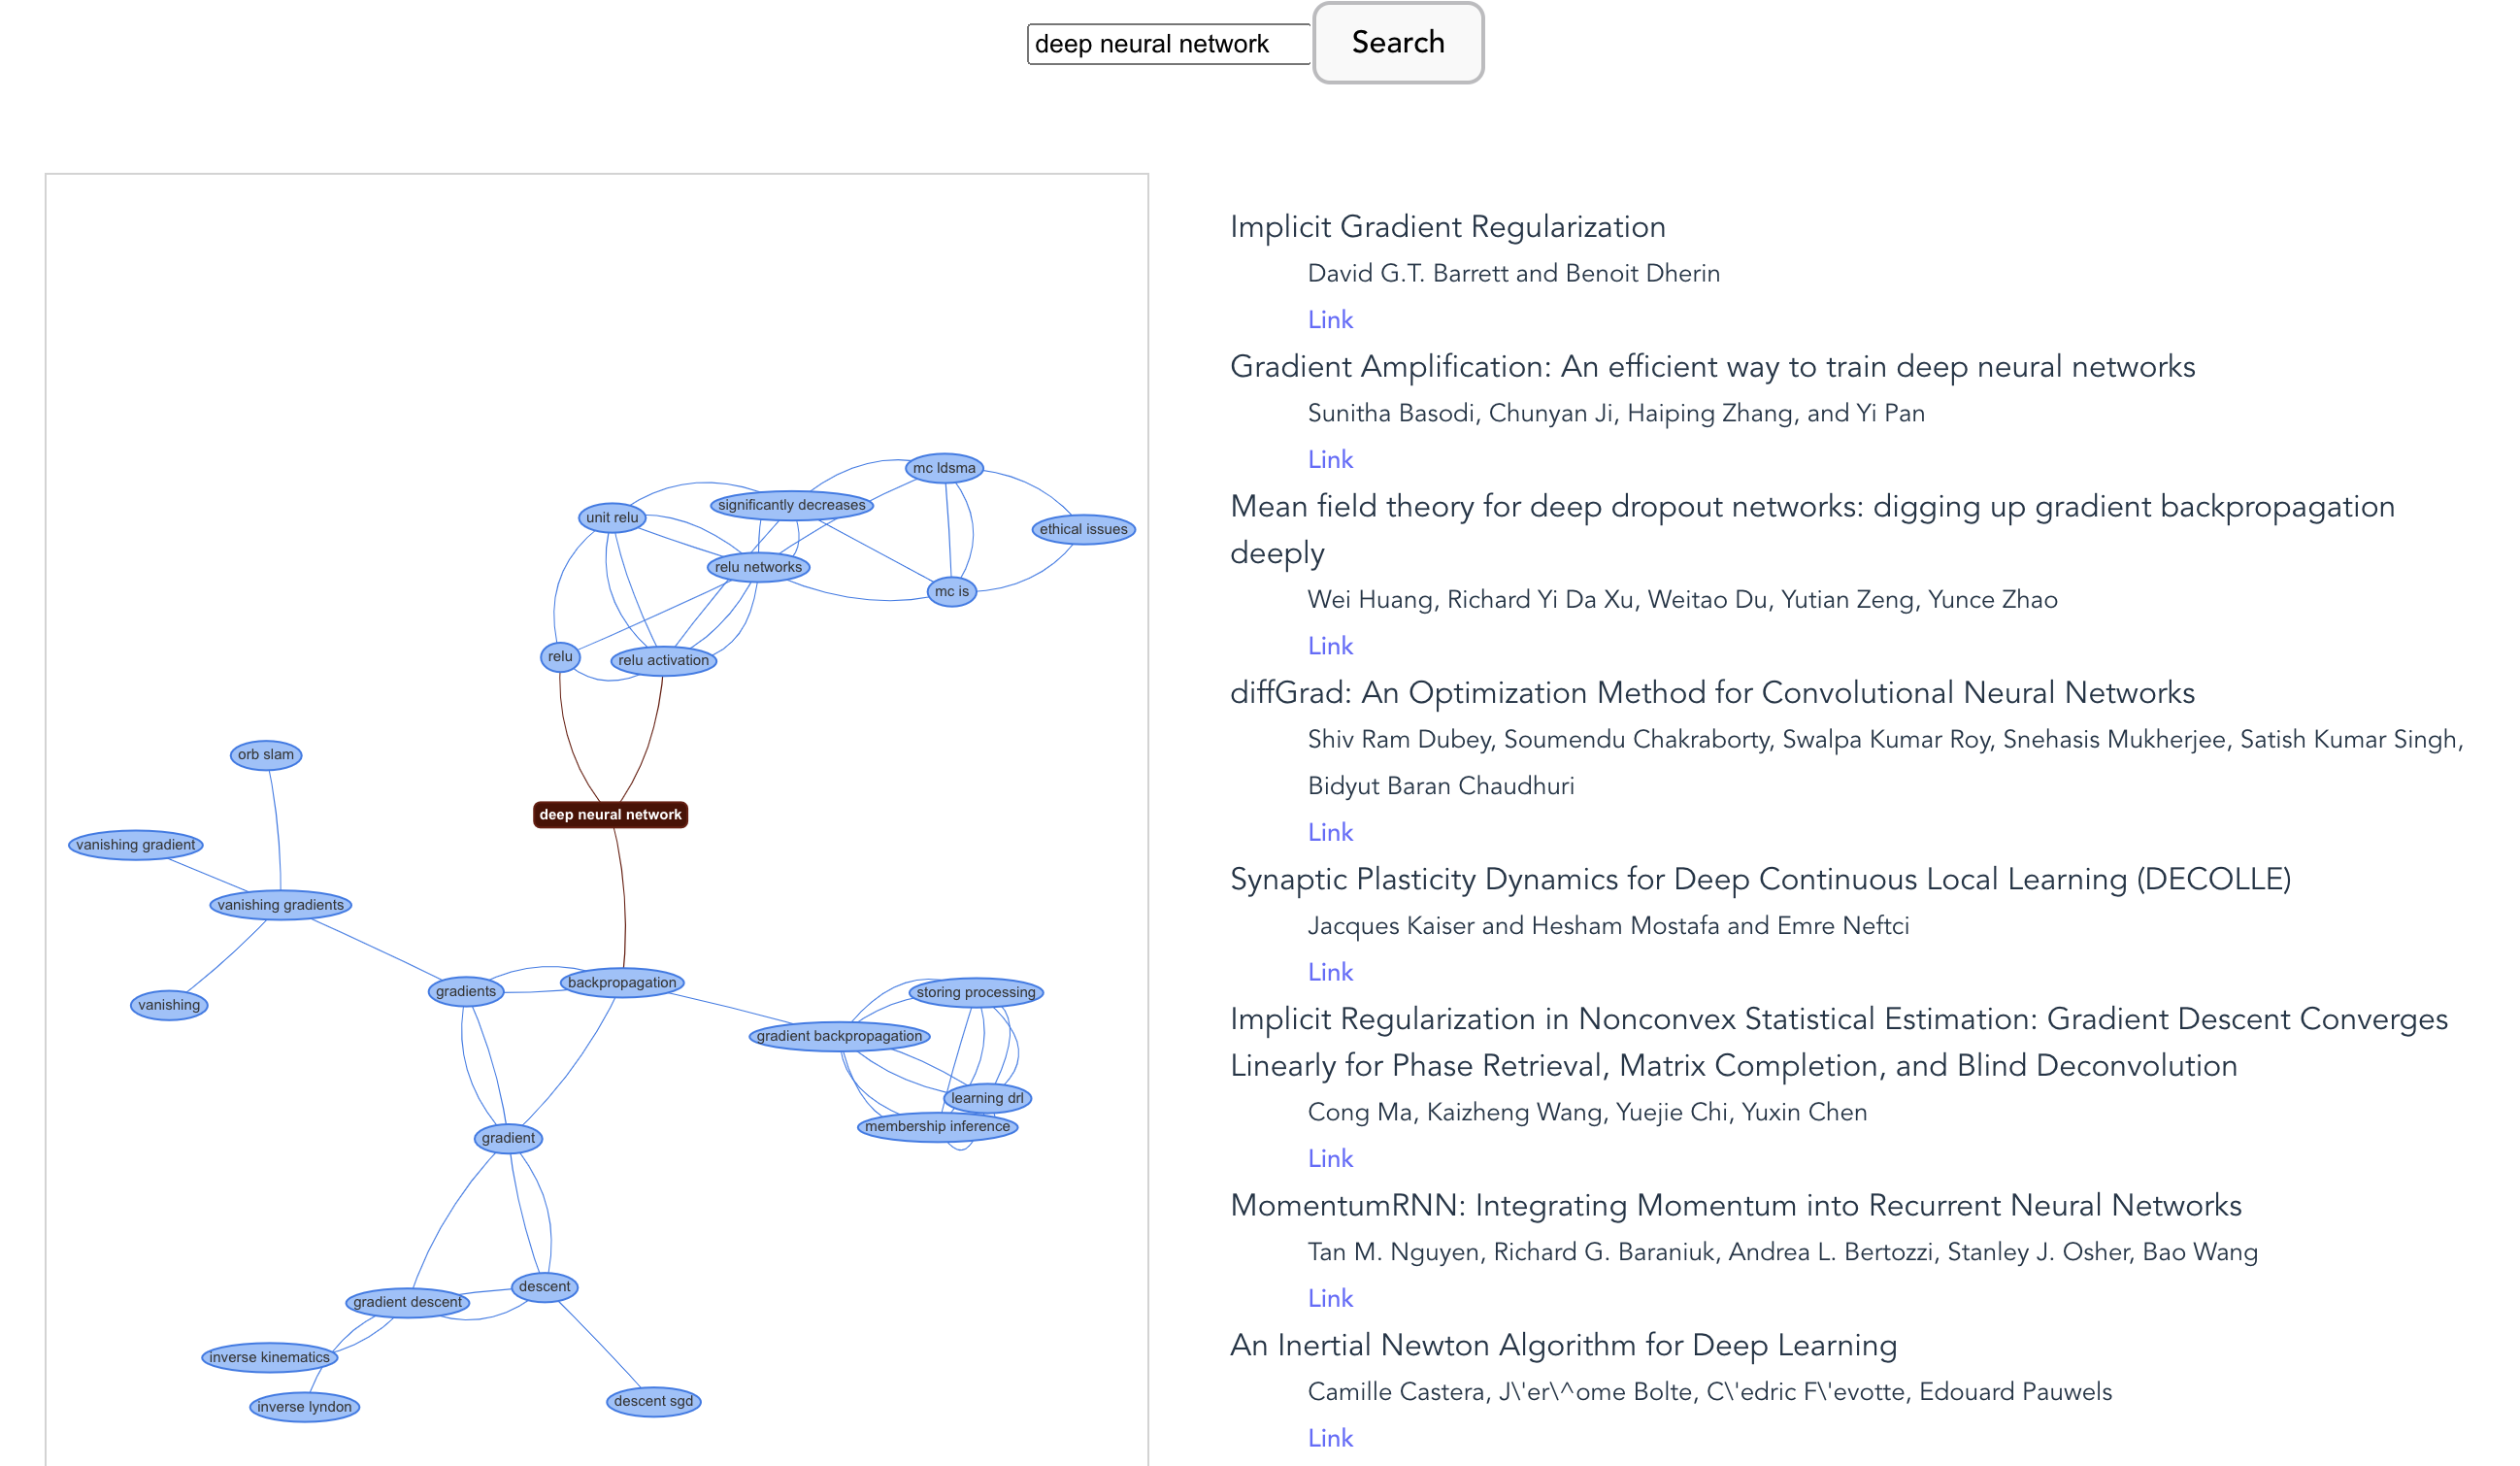 deep neural network
Search
mc ldsma
significantly decreases
unit relu
ethical issues
relu networks
mc is
relu
relu activation
orb slam
deep neural network
vanishing gradient
vanishing gradients
backpropagation
gradients
storing processing
vanishing
gradient backpropagation
learning drl
membership inference
gradient
descent
gradient descent
inverse kinematics
descent sgd
inverse lyndon
Implicit Gradient Regularization
David G.T. Barrett and Benoit Dherin
Link
Gradient Amplification: An efficient way to train deep neural networks
Sunitha Basodi, Chunyan Ji, Haiping Zhang, and Yi Pan
Link
Mean field theory for deep dropout networks: digging up gradient backpropagation
deeply
Wei Huang, Richard Yi Da Xu, Weitao Du, Yutian Zeng, Yunce Zhao
Link
diffGrad: An Optimization Method for Convolutional Neural Networks
Shiv Ram Dubey, Soumendu Chakraborty, Swalpa Kumar Roy, Snehasis Mukherjee, Satish Kumar Singh,
Bidyut Baran Chaudhuri
Link
Synaptic Plasticity Dynamics for Deep Continuous Local Learning (DECOLLE)
Jacques Kaiser and Hesham Mostafa and Emre Neftci
Link
Implicit Regularization in Nonconvex Statistical Estimation: Gradient Descent Converges
Linearly for Phase Retrieval, Matrix Completion, and Blind Deconvolution
Cong Ma, Kaizheng Wang, Yuejie Chi, Yuxin Chen
Link
MomentumRNN: Integrating Momentum into Recurrent Neural Networks
Tan M. Nguyen, Richard G. Baraniuk, Andrea L. Bertozzi, Stanley J. Osher, Bao Wang
Link
An Inertial Newton Algorithm for Deep Learning
Camille Castera, J\'er\^ome Bolte, C\'edric F\'evotte, Edouard Pauwels
Link